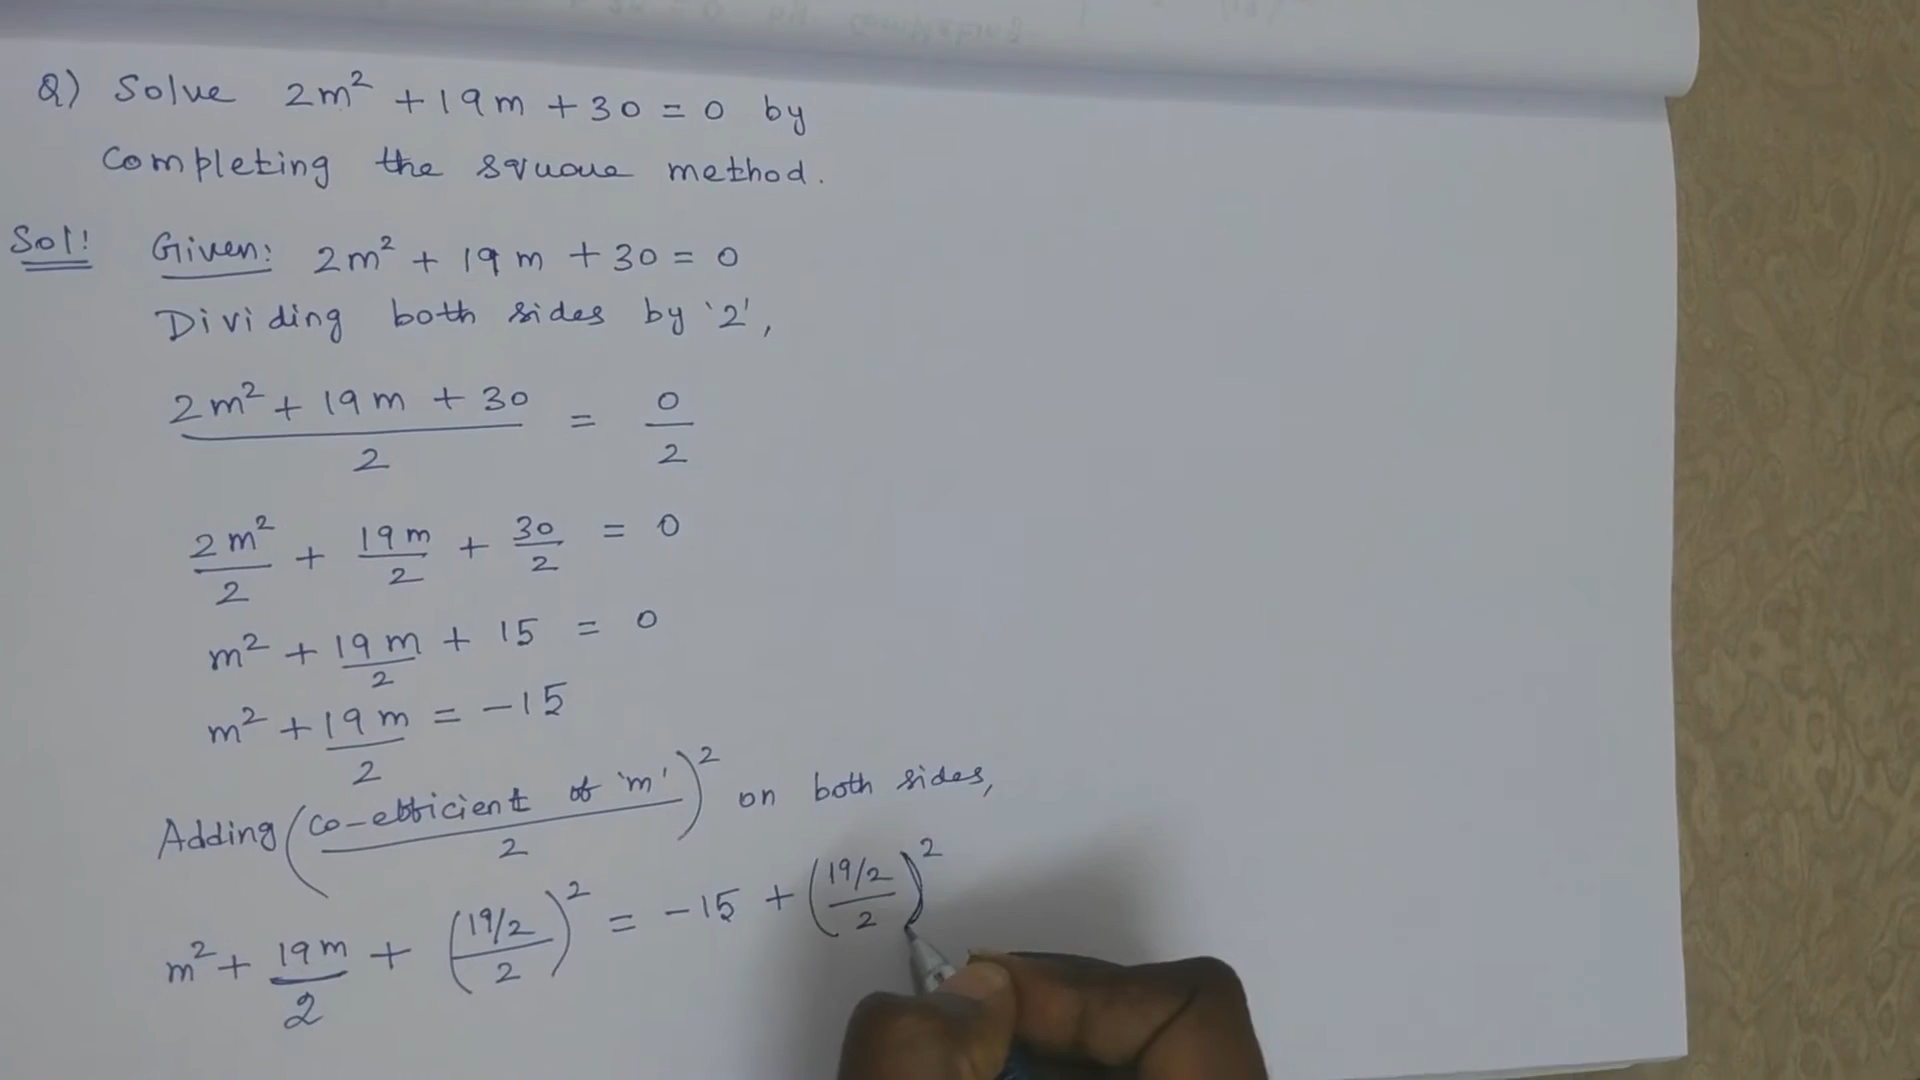 Q) Solve 2m² + 19m + 30 = 0 by
completing the square method.
Sol: Given: 2m² + 19m + 30 = 0
Dividing both sides by '2',
(2m² + 19m + 30)/2 = 0/2
2m²/2 + 19m/2 + 30/2 = 0
m² + 19m/2 + 15 = 0
m² + 19m/2 = -15
Adding (co-efficient of 'm'/2)² on both sides,
m² + 19m/2 + ((19/2)/2)² = -15 + ((19/2)/2)²